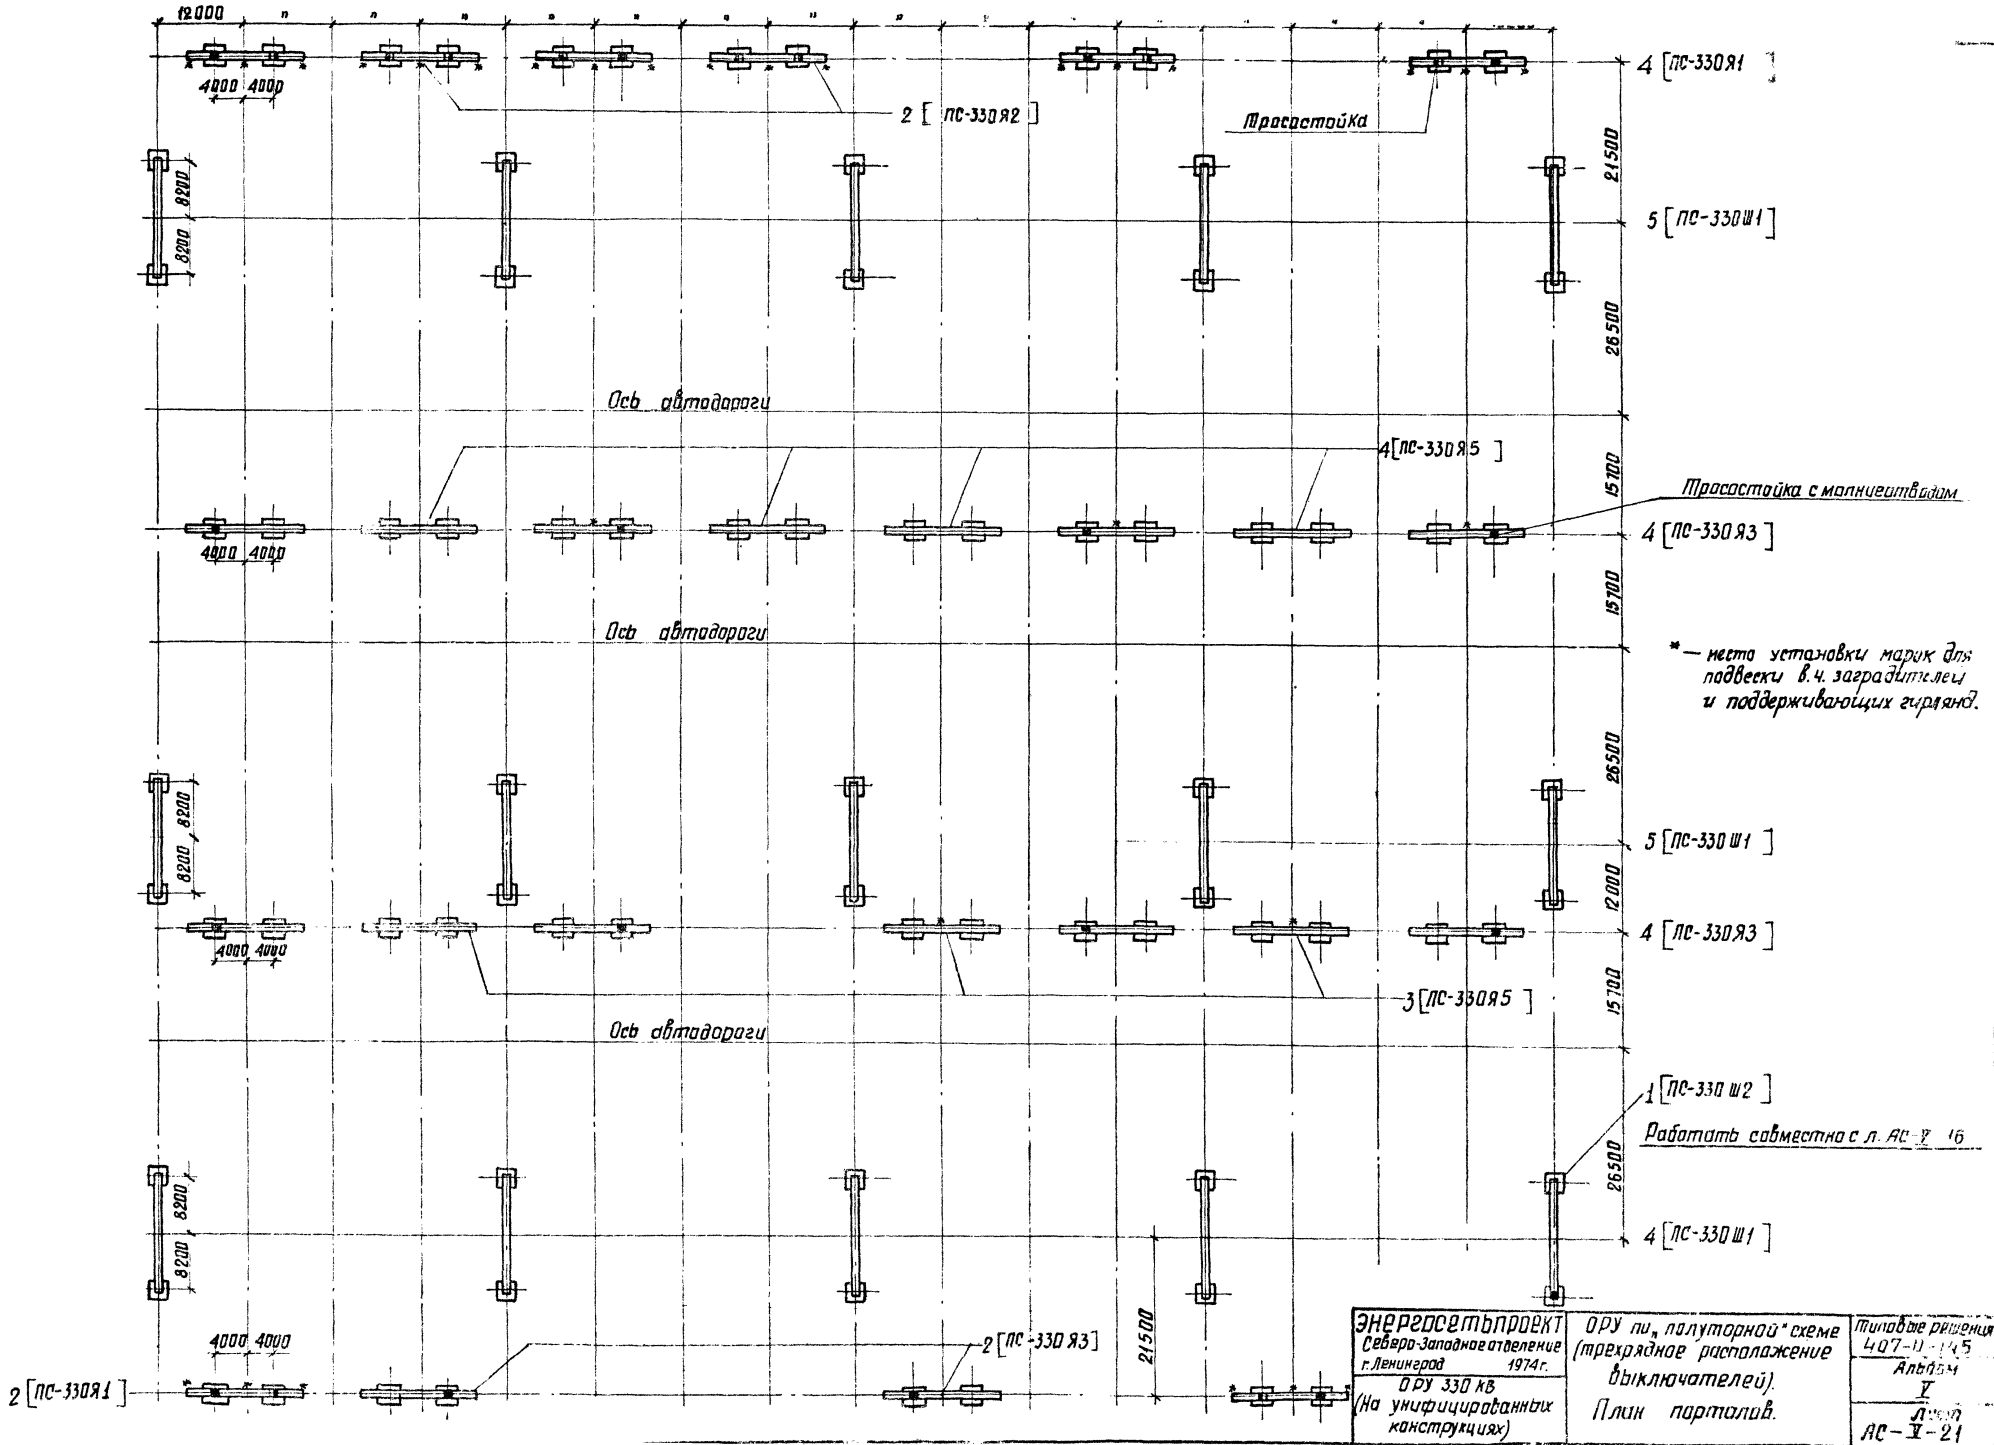 12000
4 [ПС-330Я1]
4000 4000
2 [ПС-330Я2]
Тросостойка
21500
8200
8200
5 [ПС-330Ш1]
26500
Ось автодороги
4 [ПС-330Я5]
15700
Тросостойка с молниеотводом
4 [ПС-330Я3]
4000 4000
15700
Ось автодороги
* — место установки марок для
подвески в.ч. заградителей
и поддерживающих гирлянд.
26500
8200
8200
5 [ПС-330Ш1]
12000
4 [ПС-330Я3]
4000 4000
15700
3 [ПС-330Я5]
Ось автодороги
1 [ПС-330Ш2]
Работать совместно с л. АС-V 16
26500
8200
8200
4 [ПС-330Ш1]
21500
4000 4000
2 [ПС-330Я3]
2 [ПС-330Я1]
ЭНЕРГОСЕТЬПРОЕКТ
Северо-Западное отделение
г. Ленинград 1974г.
ОРУ 330 кВ
(На унифицированных
конструкциях)
ОРУ по „полуторной" схеме
(трехрядное расположение
выключателей).
План порталов.
Типовые решения
Альбом
V
Лист
АС-V-21